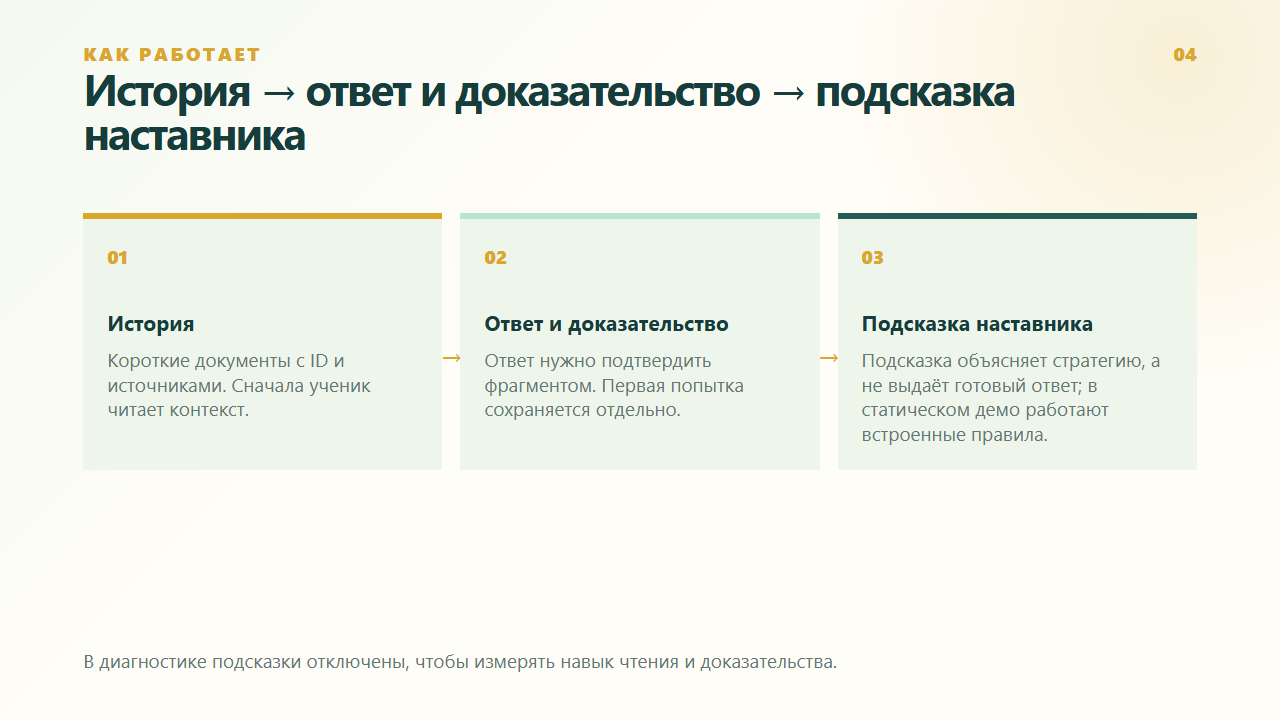 КАК РАБОТАЕТ
04
История → ответ и доказательство → подсказка
наставника
01
История
Короткие документы с ID и
источниками. Сначала ученик
читает контекст.
→
02
Ответ и доказательство
Ответ нужно подтвердить
фрагментом. Первая попытка
сохраняется отдельно.
→
03
Подсказка наставника
Подсказка объясняет стратегию, а
не выдаёт готовый ответ; в
статическом демо работают
встроенные правила.
В диагностике подсказки отключены, чтобы измерять навык чтения и доказательства.